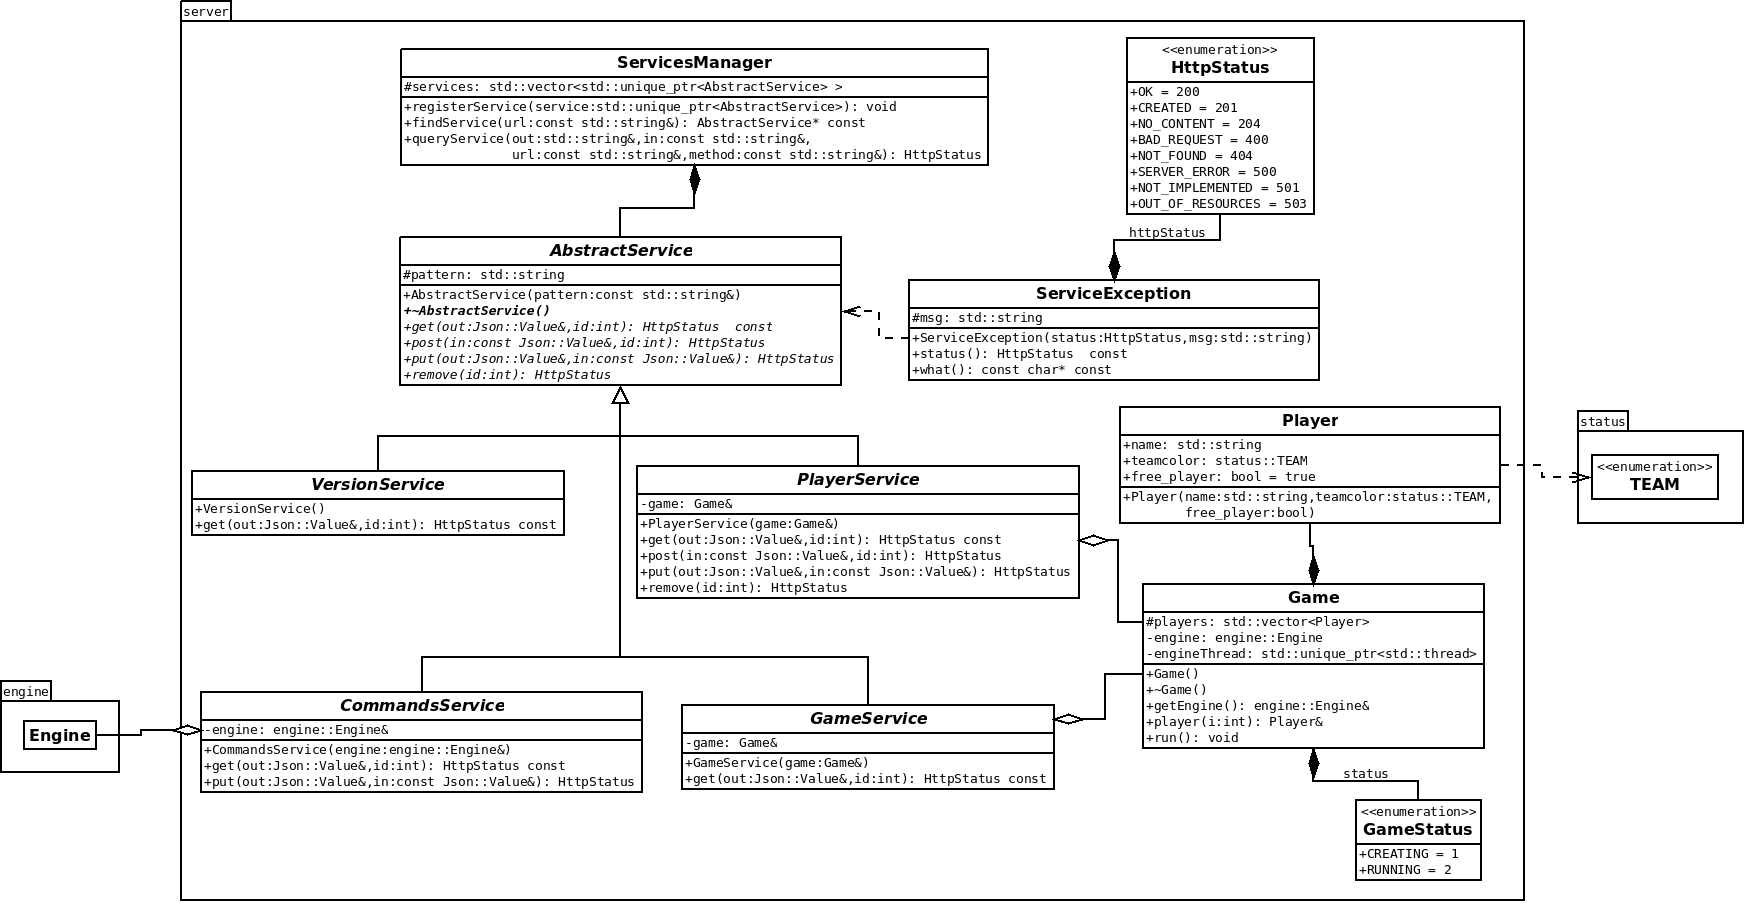 server
ServicesManager
#services: std::vector<std::unique_ptr<AbstractService> >
+registerService(service:std::unique_ptr<AbstractService>): void
+findService(url:const std::string&): AbstractService* const
+queryService(out:std::string&,in:const std::string&,
url:const std::string&,method:const std::string&): HttpStatus
<<enumeration>>
HttpStatus
+OK = 200
+CREATED = 201
+NO_CONTENT = 204
+BAD_REQUEST = 400
+NOT_FOUND = 404
+SERVER_ERROR = 500
+NOT_IMPLEMENTED = 501
+OUT_OF_RESOURCES = 503
httpStatus
AbstractService
#pattern: std::string
+AbstractService(pattern:const std::string&)
+~AbstractService()
+get(out:Json::Value&,id:int): HttpStatus  const
+post(in:const Json::Value&,id:int): HttpStatus
+put(out:Json::Value&,in:const Json::Value&): HttpStatus
+remove(id:int): HttpStatus
ServiceException
#msg: std::string
+ServiceException(status:HttpStatus,msg:std::string)
+status(): HttpStatus  const
+what(): const char* const
Player
+name: std::string
+teamcolor: status::TEAM
+free_player: bool = true
+Player(name:std::string,teamcolor:status::TEAM,
free_player:bool)
status
<<enumeration>>
TEAM
VersionService
+VersionService()
+get(out:Json::Value&,id:int): HttpStatus const
PlayerService
-game: Game&
+PlayerService(game:Game&)
+get(out:Json::Value&,id:int): HttpStatus const
+post(in:const Json::Value&,id:int): HttpStatus
+put(out:Json::Value&,in:const Json::Value&): HttpStatus
+remove(id:int): HttpStatus
Game
#players: std::vector<Player>
-engine: engine::Engine
-engineThread: std::unique_ptr<std::thread>
+Game()
+~Game()
+getEngine(): engine::Engine&
+player(i:int): Player&
+run(): void
engine
Engine
CommandsService
-engine: engine::Engine&
+CommandsService(engine:engine::Engine&)
+get(out:Json::Value&,id:int): HttpStatus const
+put(out:Json::Value&,in:const Json::Value&): HttpStatus
GameService
-game: Game&
+GameService(game:Game&)
+get(out:Json::Value&,id:int): HttpStatus const
status
<<enumeration>>
GameStatus
+CREATING = 1
+RUNNING = 2